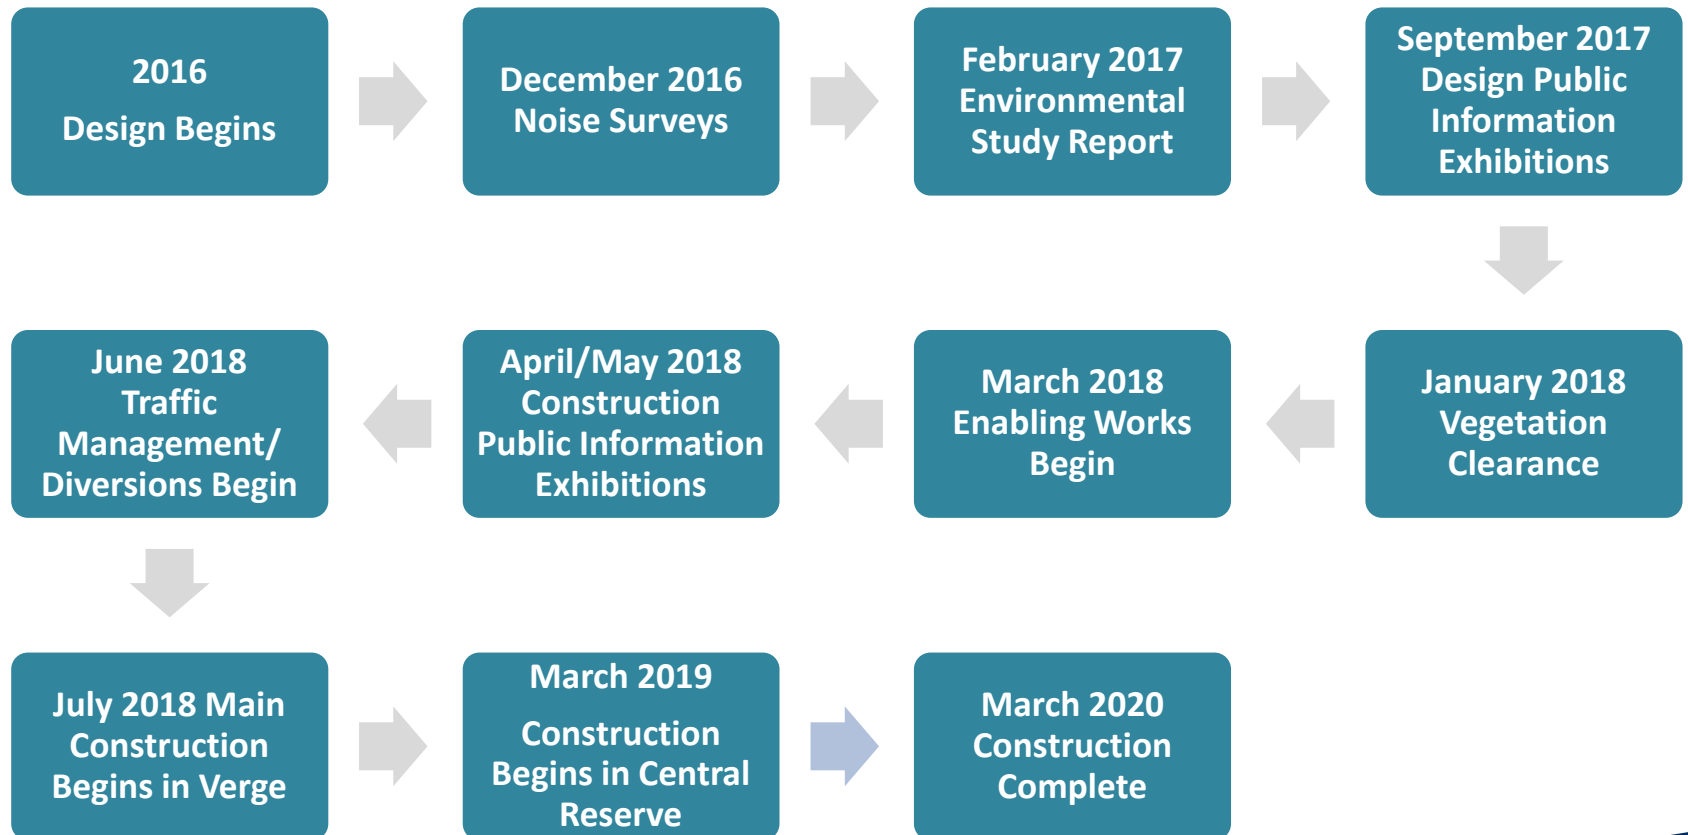 2016
Design Begins
December 2016
Noise Surveys
February 2017
Environmental
Study Report
September 2017
Design Public
Information
Exhibitions
January 2018
Vegetation
Clearance
March 2018
Enabling Works
Begin
April/May 2018
Construction
Public Information
Exhibitions
June 2018
Traffic
Management/
Diversions Begin
July 2018 Main
Construction
Begins in Verge
March 2019
Construction
Begins in Central
Reserve
March 2020
Construction
Complete